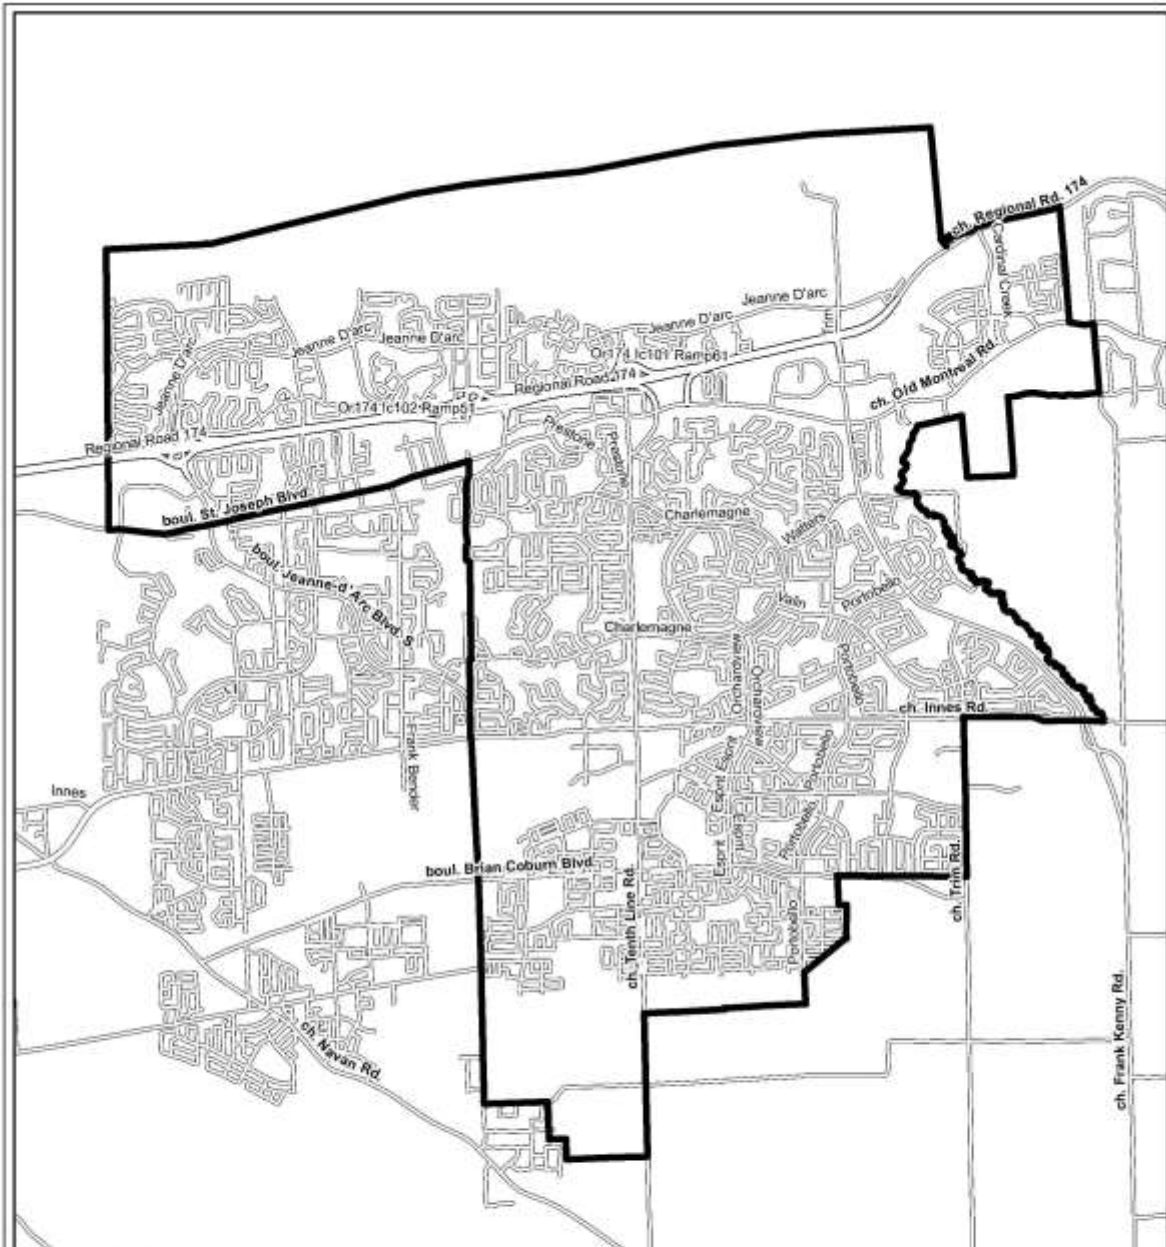 ch. Regional Rd. 174
Cardinal Creek
Jeanne D'arc
Trim
Jeanne D'arc
Jeanne D'arc
Jeanne D'arc
Jeanne D'arc
Or174 Ic101 Ramp61
ch. Old Montreal Rd.
Regional Road 174
Or174 Ic102 Ramp51
Regional Road 174
Prestone
Prestone
boul. St. Joseph Blvd.
Charlemagne
Watters
boul. Jeanne-d'Arc Blvd. S
Valin
Portobello
Charlemagne
Orchardview
Orchardview
Portobello
ch. Innes Rd.
Frank Bender
Esprit
Esprit
Portobello
Innes
Portobello
Esprit
boul. Brian Coburn Blvd.
ch. Tenth Line Rd.
ch. Trim Rd.
Portobello
ch. Navan Rd.
ch. Frank Kenny Rd.